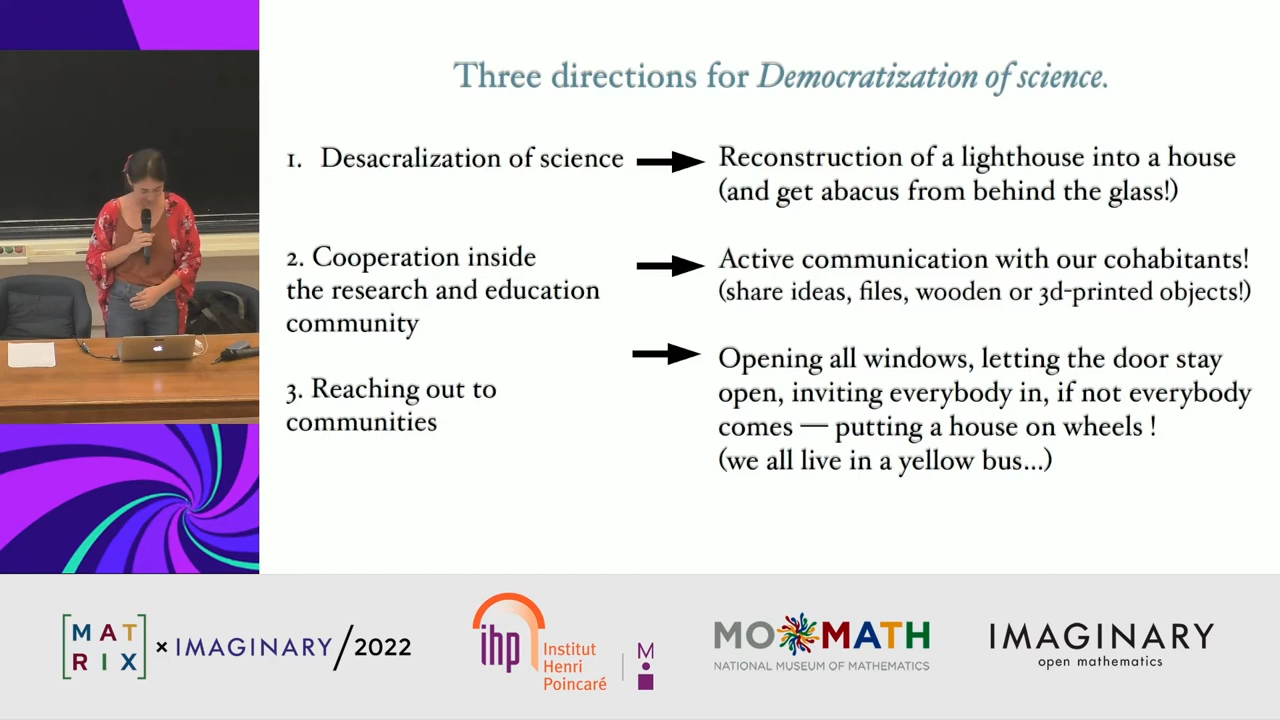 Three directions for Democratization of science.
1. Desacralization of science
Reconstruction of a lighthouse into a house
(and get abacus from behind the glass!)
2. Cooperation inside
the research and education
community
Active communication with our cohabitants!
(share ideas, files, wooden or 3d-printed objects!)
3. Reaching out to
communities
Opening all windows, letting the door stay
open, inviting everybody in, if not everybody
comes — putting a house on wheels !
(we all live in a yellow bus...)
[MAT
RIX] × IMAGINARY/2022
ihp Institut
Henri
Poincaré
M
MOMATH
NATIONAL MUSEUM OF MATHEMATICS
IMAGINARY
open mathematics